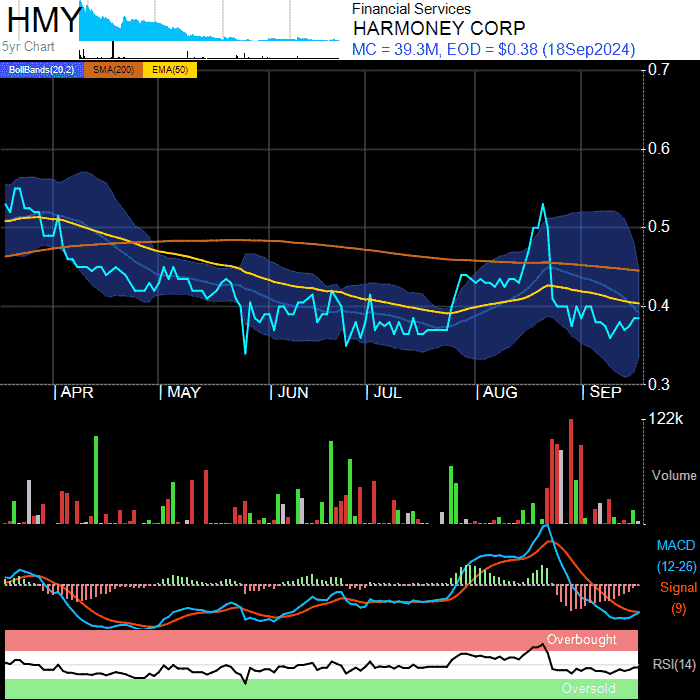 HMY
5yr Chart
Financial Services
HARMONEY CORP
MC = 39.3M, EOD = $0.38 (18Sep2024)
BollBands(20,2) SMA(200) EMA(50)
0.7
0.6
0.5
0.4
0.3
APR MAY JUN JUL AUG SEP
122k
Volume
MACD
(12-26)
Signal
(9)
Overbought
RSI(14)
Oversold